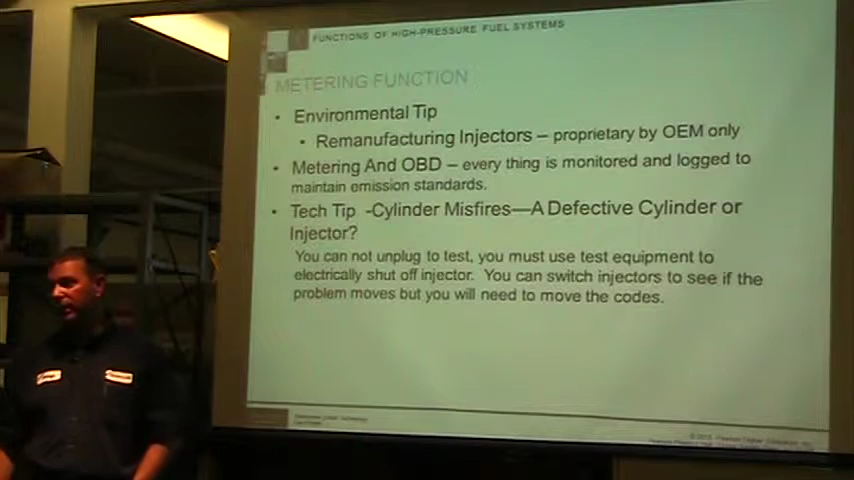 FUNCTIONS OF HIGH-PRESSURE FUEL SYSTEMS
METERING FUNCTION
• Environmental Tip
• Remanufacturing Injectors – proprietary by OEM only
• Metering And OBD – every thing is monitored and logged to
maintain emission standards.
• Tech Tip -Cylinder Misfires—A Defective Cylinder or
Injector?
You can not unplug to test, you must use test equipment to
electrically shut off injector. You can switch injectors to see if the
problem moves but you will need to move the codes.